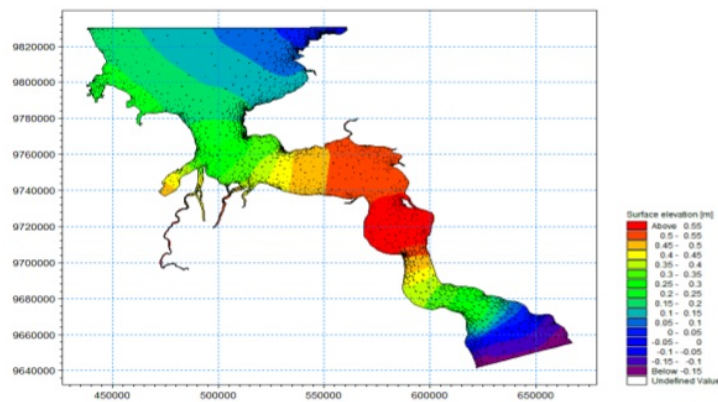 9820000
9800000
9780000
9760000
9740000
9720000
9700000
9680000
9660000
9640000
450000 500000 550000 600000 650000
Surface elevation [m]
Above 0.55
0.5 - 0.55
0.45 - 0.5
0.4 - 0.45
0.35 - 0.4
0.3 - 0.35
0.25 - 0.3
0.2 - 0.25
0.15 - 0.2
0.1 - 0.15
0.05 - 0.1
0 - 0.05
-0.05 - 0
-0.1 - -0.05
-0.15 - -0.1
Below -0.15
Undefined Value